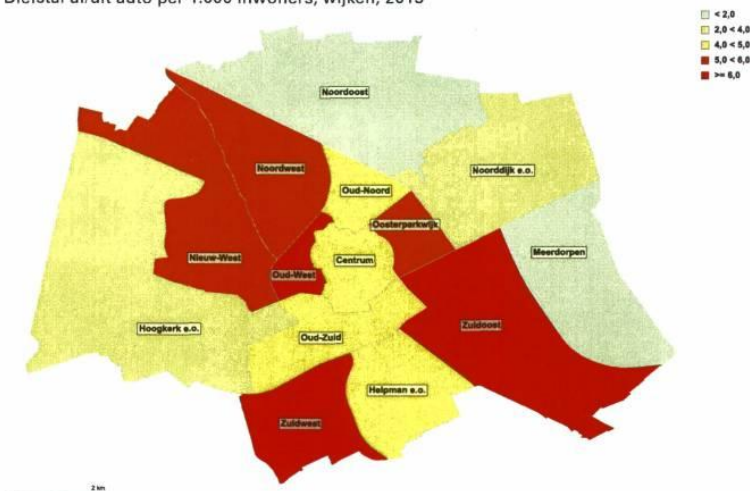 Diefstal af/uit auto per 1.000 inwoners, wijken, 2013
< 2,0
2,0 < 4,0
4,0 < 5,0
5,0 < 6,0
>= 6,0
Noordoost
Noordwest
Noorddijk e.o.
Oud-Noord
Oosterparkwijk
Meerdorpen
Nieuw-West
Centrum
Oud-West
Hoogkerk e.o.
Zuidoost
Oud-Zuid
Helpman e.o.
Zuidwest
2 km